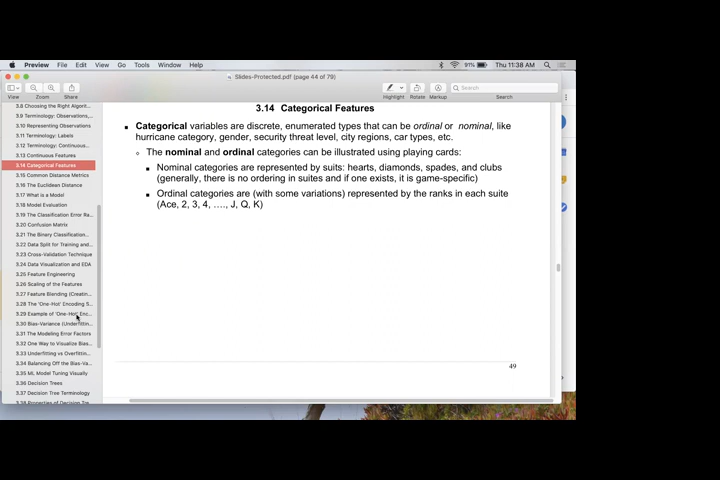 Preview File Edit View Go Tools Window Help 91% Thu 11:38 AM
Slides-Protected.pdf (page 44 of 79)
Search
View Zoom Share Highlight Rotate Markup Search
3.8 Choosing the Right Algorit...
3.9 Terminology: Observations,...
3.10 Representing Observations
3.11 Terminology: Labels
3.12 Terminology: Continuous...
3.13 Continuous Features
3.14 Categorical Features
3.15 Common Distance Metrics
3.16 The Euclidean Distance
3.17 What is a Model
3.18 Model Evaluation
3.19 The Classification Error Ra...
3.20 Confusion Matrix
3.21 The Binary Classification...
3.22 Data Split for Training and...
3.23 Cross-Validation Technique
3.24 Data Visualization and EDA
3.25 Feature Engineering
3.26 Scaling of the Features
3.27 Feature Blending (Creatin...
3.28 The 'One-Hot' Encoding S...
3.29 Example of 'One-Hot' Enc...
3.30 Bias-Variance (Underfittin...
3.31 The Modeling Error Factors
3.32 One Way to Visualize Bias...
3.33 Underfitting vs Overfittin...
3.34 Balancing Off the Bias-Va...
3.35 ML Model Tuning Visually
3.36 Decision Trees
3.37 Decision Tree Terminology
3.38 Properties of Decision Tre...
3.14 Categorical Features
▪ Categorical variables are discrete, enumerated types that can be ordinal or nominal, like
hurricane category, gender, security threat level, city regions, car types, etc.
◦ The nominal and ordinal categories can be illustrated using playing cards:
▪ Nominal categories are represented by suits: hearts, diamonds, spades, and clubs
(generally, there is no ordering in suites and if one exists, it is game-specific)
▪ Ordinal categories are (with some variations) represented by the ranks in each suite
(Ace, 2, 3, 4, ...., J, Q, K)
49